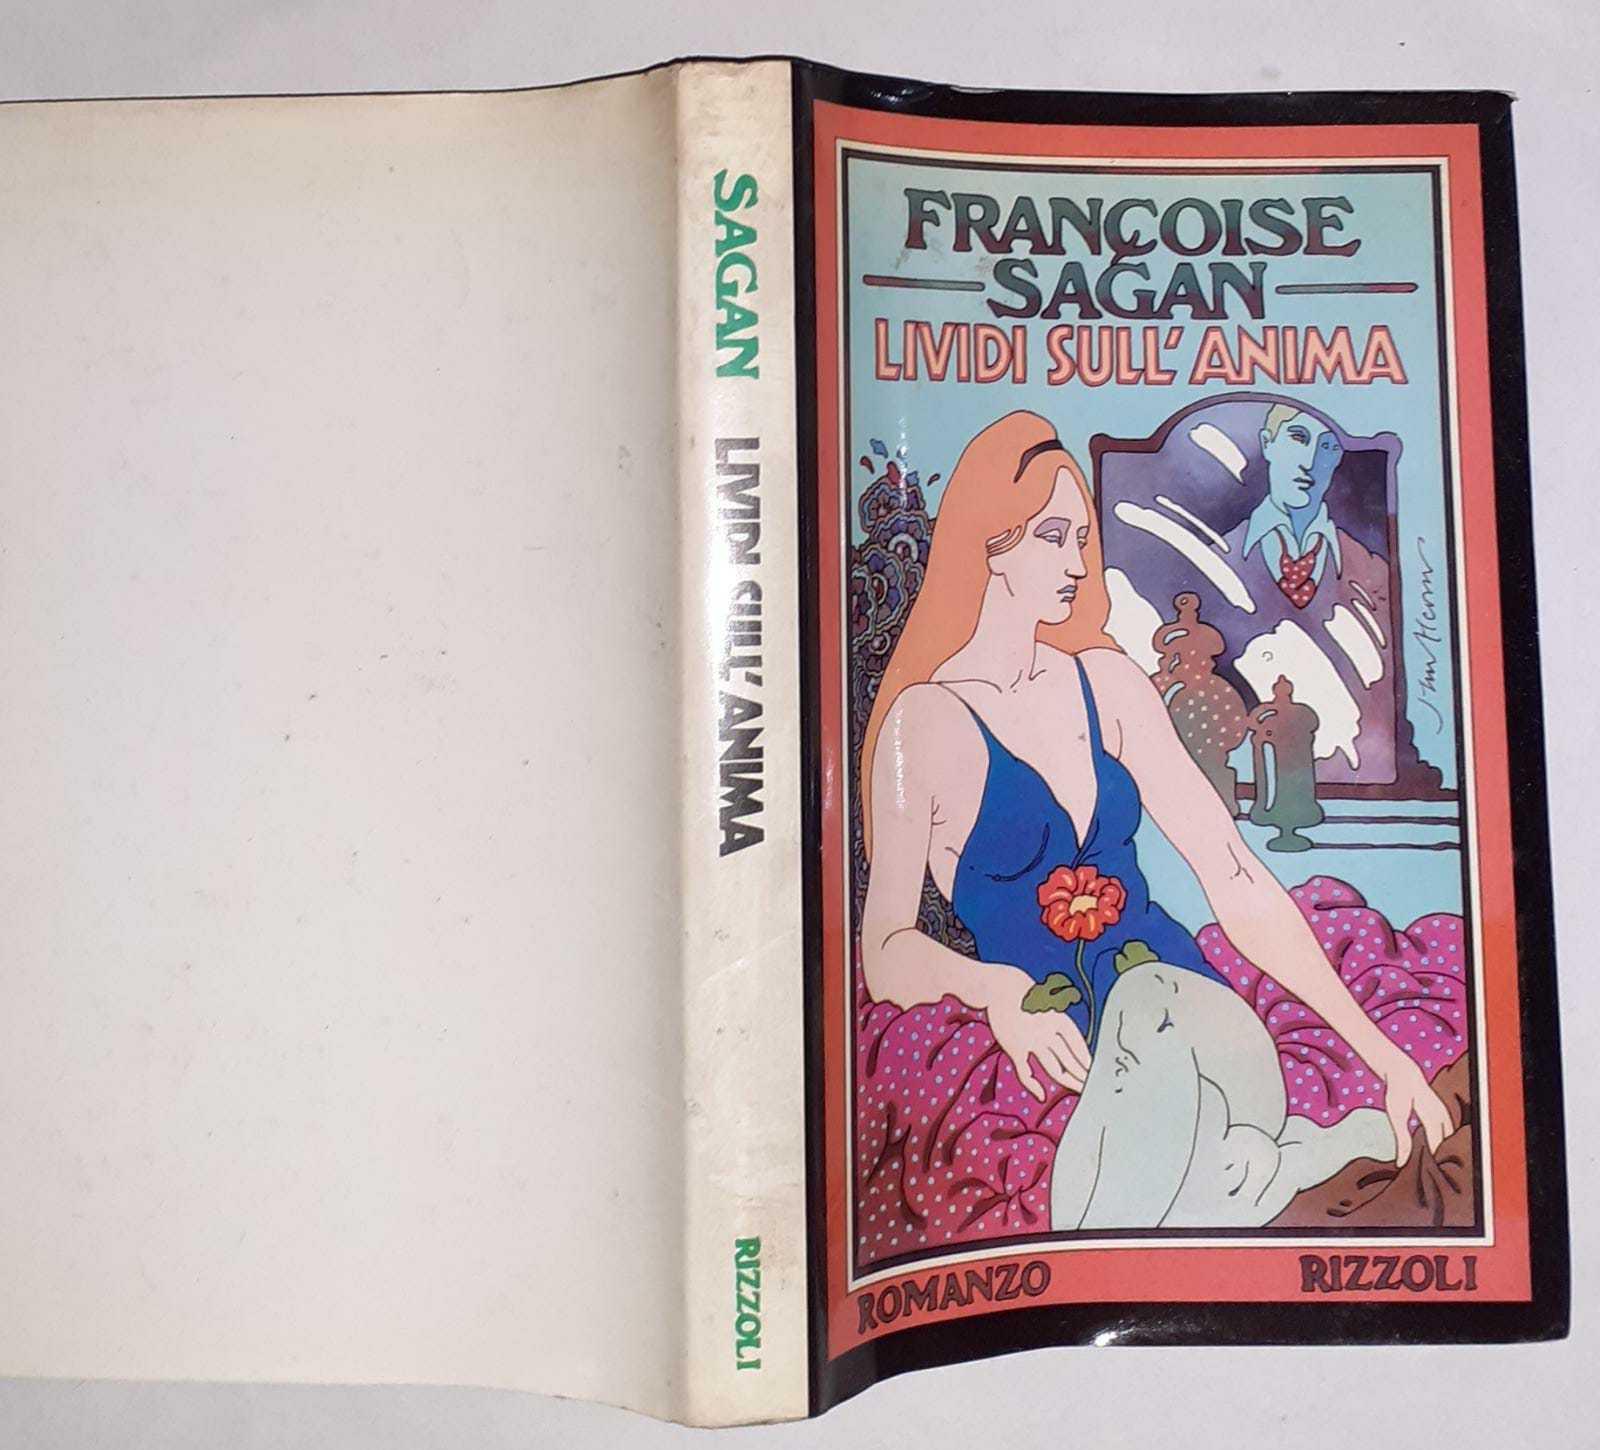 SAGAN LIVIDI SULL'ANIMA RIZZOLI
FRANÇOISE
SAGAN
LIVIDI SULL'ANIMA
ROMANZO RIZZOLI